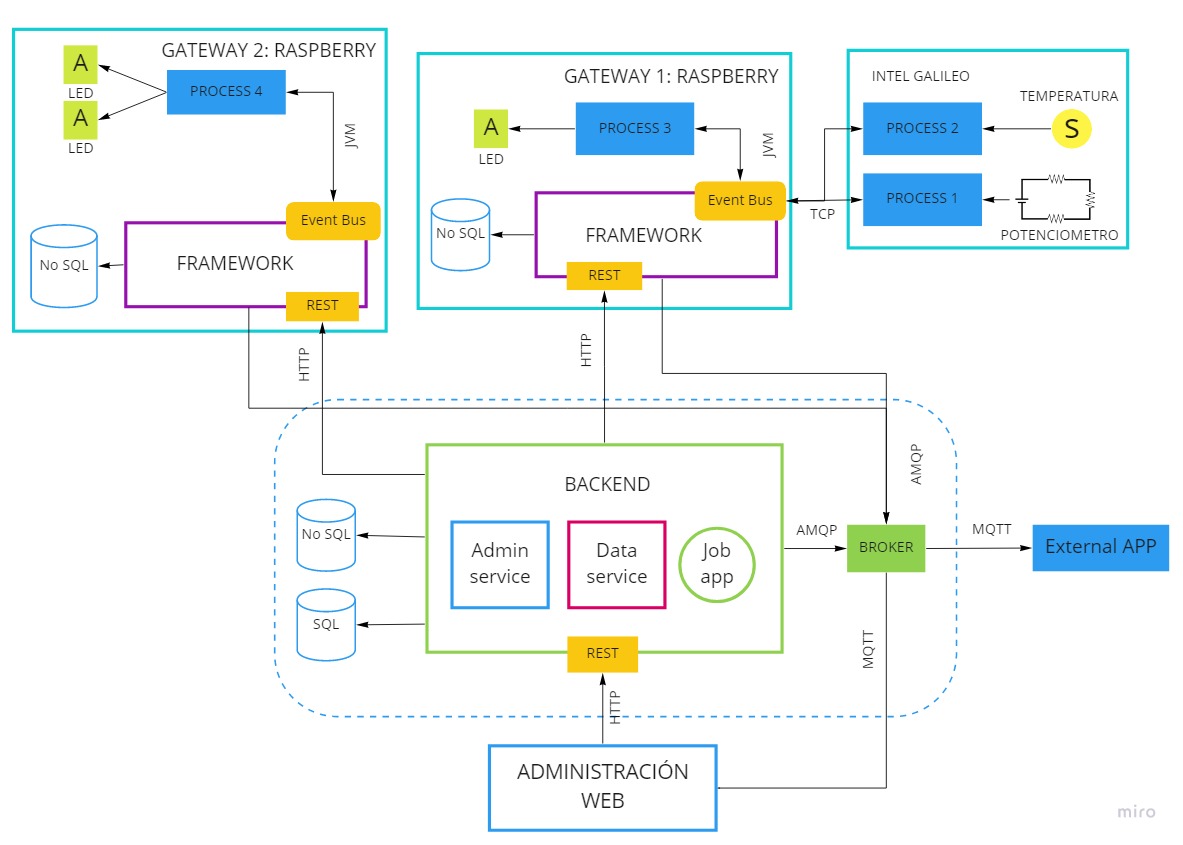 GATEWAY 2: RASPBERRY
A
LED
A
LED
PROCESS 4
JVM
Event Bus
No SQL
FRAMEWORK
REST
GATEWAY 1: RASPBERRY
A
LED
PROCESS 3
JVM
Event Bus
No SQL
FRAMEWORK
REST
TCP
INTEL GALILEO
TEMPERATURA
PROCESS 2
S
PROCESS 1
POTENCIOMETRO
HTTP
HTTP
AMQP
BACKEND
No SQL
SQL
Admin
service
Data
service
Job
app
AMQP
BROKER
MQTT
External APP
REST
MQTT
HTTP
ADMINISTRACIÓN
WEB
miro